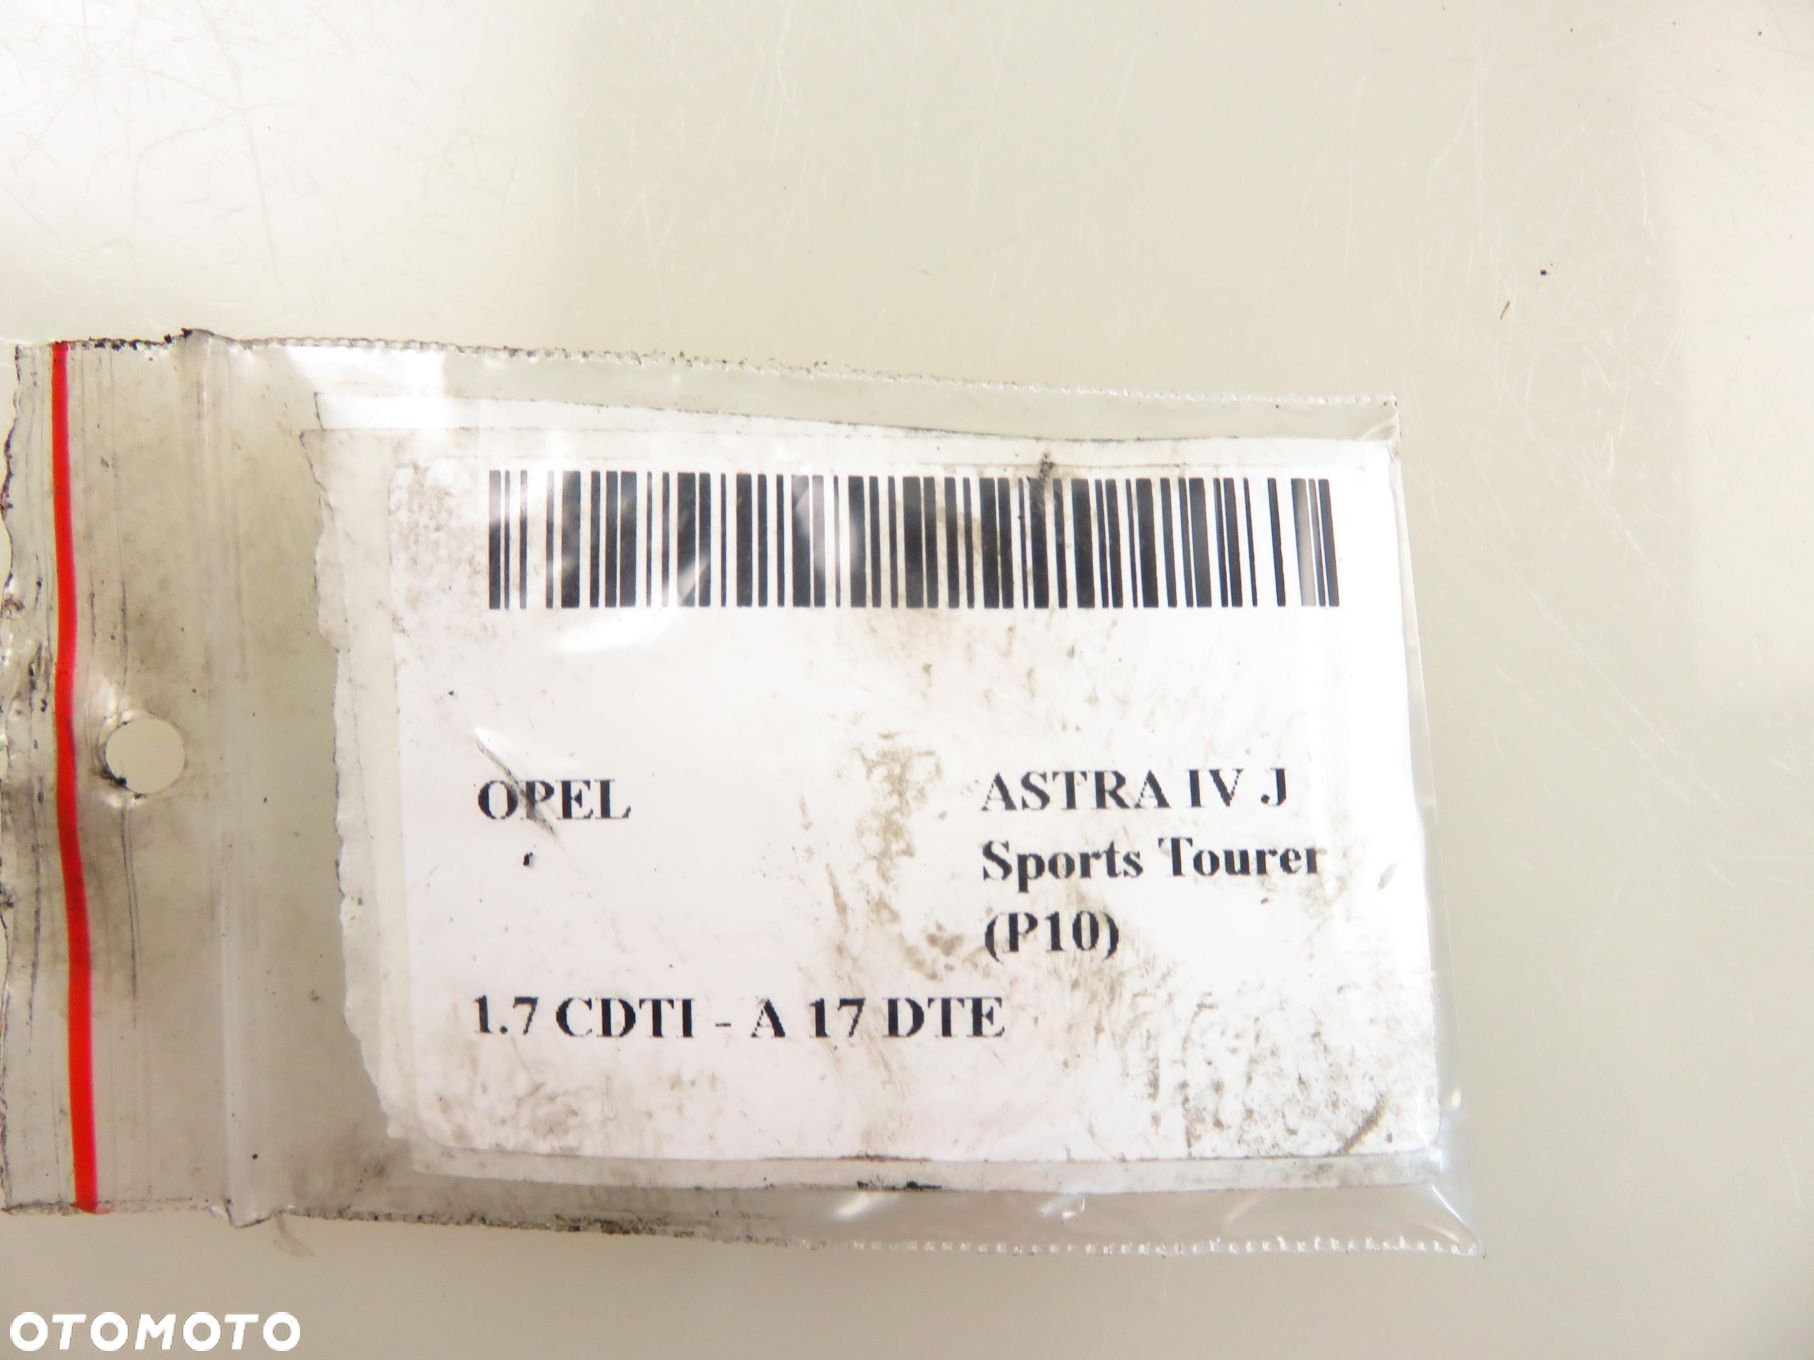 OPEL
ASTRA IV J
Sports Tourer
(P10)
1.7 CDTI - A 17 DTE
OTOMOTO